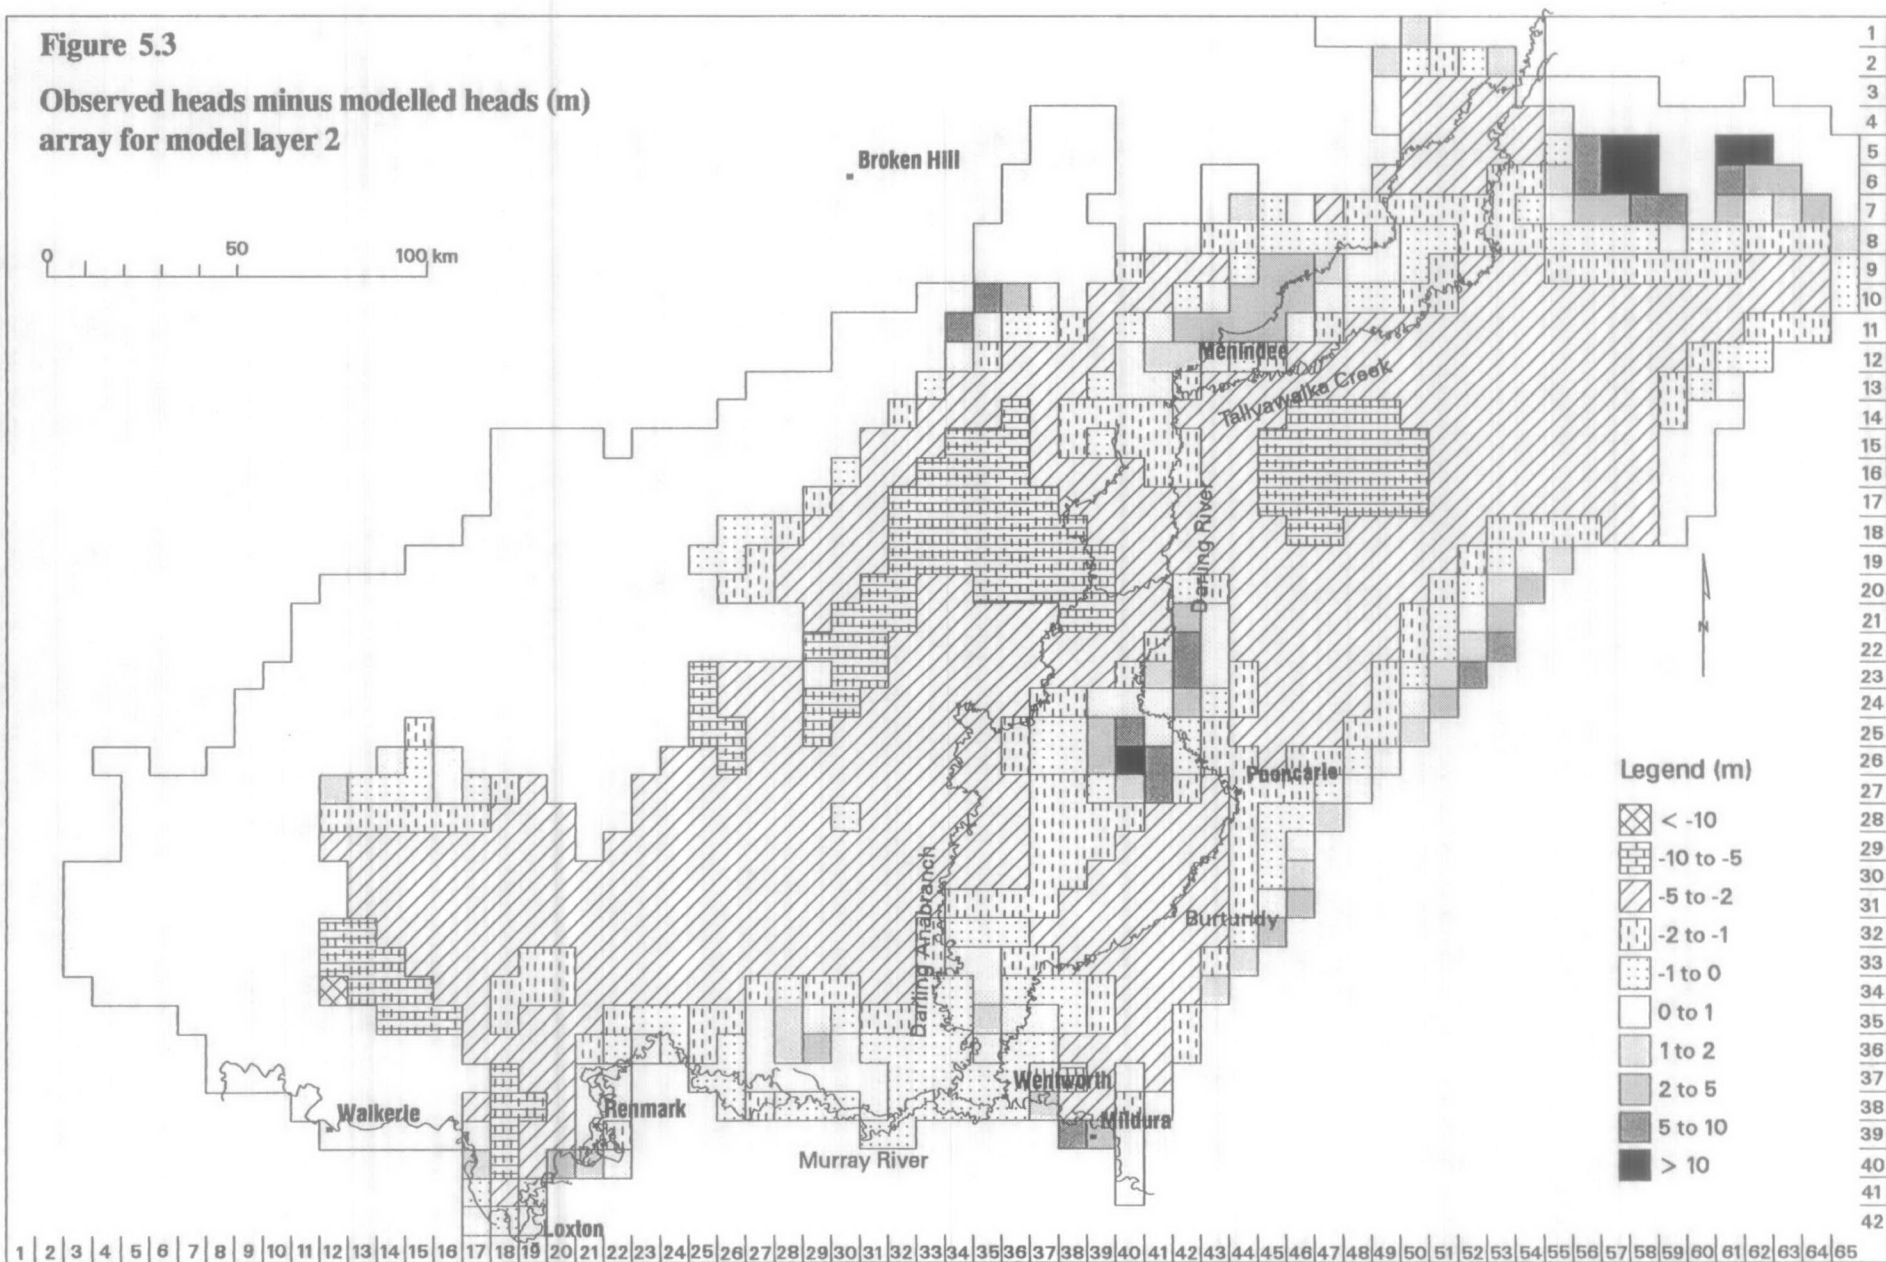 Figure 5.3
Observed heads minus modelled heads (m)
array for model layer 2
Broken Hill
0 50 100 km
Menindee
Tallyawalka Creek
Darling River
Pooncarie
Darling Anabranch
Burtundy
Wentworth
Mildura
Renmark
Waikerie
Murray River
Loxton
N
Legend (m)
< -10
-10 to -5
-5 to -2
-2 to -1
-1 to 0
0 to 1
1 to 2
2 to 5
5 to 10
> 10
1
2
3
4
5
6
7
8
9
10
11
12
13
14
15
16
17
18
19
20
21
22
23
24
25
26
27
28
29
30
31
32
33
34
35
36
37
38
39
40
41
42
1 2 3 4 5 6 7 8 9 10 11 12 13 14 15 16 17 18 19 20 21 22 23 24 25 26 27 28 29 30 31 32 33 34 35 36 37 38 39 40 41 42 43 44 45 46 47 48 49 50 51 52 53 54 55 56 57 58 59 60 61 62 63 64 65